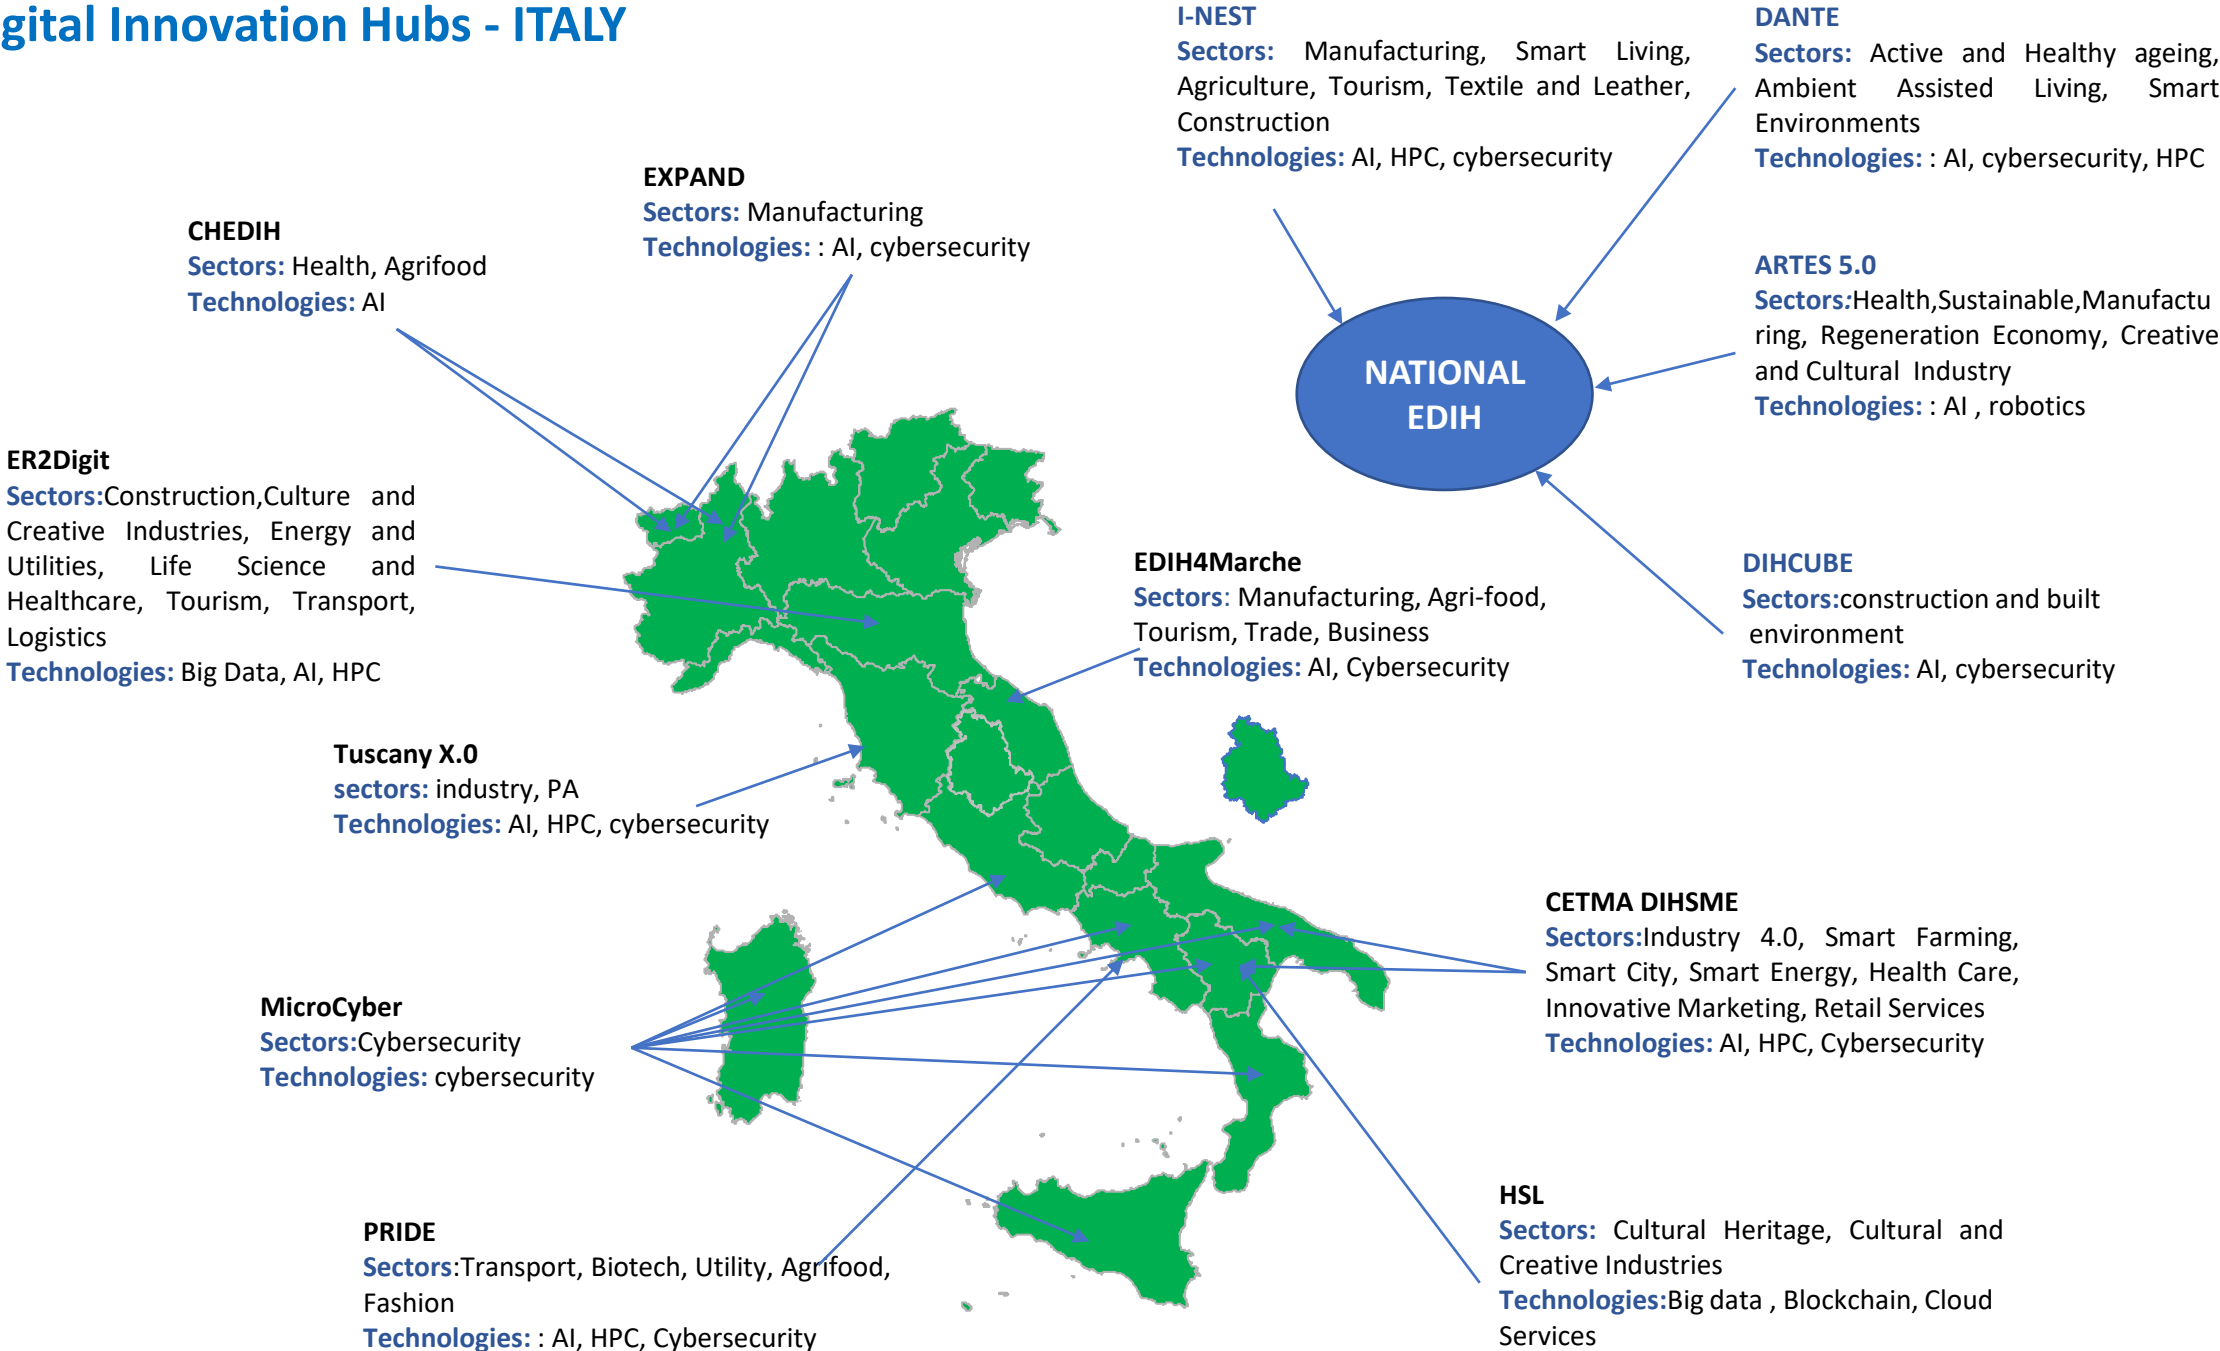 gital Innovation Hubs - ITALY
I-NEST
Sectors: Manufacturing, Smart Living,
Agriculture, Tourism, Textile and Leather,
Construction
Technologies: AI, HPC, cybersecurity
DANTE
Sectors: Active and Healthy ageing,
Ambient Assisted Living, Smart
Environments
Technologies: : AI, cybersecurity, HPC
EXPAND
Sectors: Manufacturing
Technologies: : AI, cybersecurity
CHEDIH
Sectors: Health, Agrifood
Technologies: AI
ARTES 5.0
Sectors:Health,Sustainable,Manufactu
ring, Regeneration Economy, Creative
and Cultural Industry
Technologies: : AI , robotics
NATIONAL
EDIH
ER2Digit
Sectors:Construction,Culture and
Creative Industries, Energy and
Utilities, Life Science and
Healthcare, Tourism, Transport,
Logistics
Technologies: Big Data, AI, HPC
EDIH4Marche
Sectors: Manufacturing, Agri-food,
Tourism, Trade, Business
Technologies: AI, Cybersecurity
DIHCUBE
Sectors:construction and built
environment
Technologies: AI, cybersecurity
Tuscany X.0
sectors: industry, PA
Technologies: AI, HPC, cybersecurity
CETMA DIHSME
Sectors:Industry 4.0, Smart Farming,
Smart City, Smart Energy, Health Care,
Innovative Marketing, Retail Services
Technologies: AI, HPC, Cybersecurity
MicroCyber
Sectors:Cybersecurity
Technologies: cybersecurity
PRIDE
Sectors:Transport, Biotech, Utility, Agrifood,
Fashion
Technologies: : AI, HPC, Cybersecurity
HSL
Sectors: Cultural Heritage, Cultural and
Creative Industries
Technologies:Big data , Blockchain, Cloud
Services